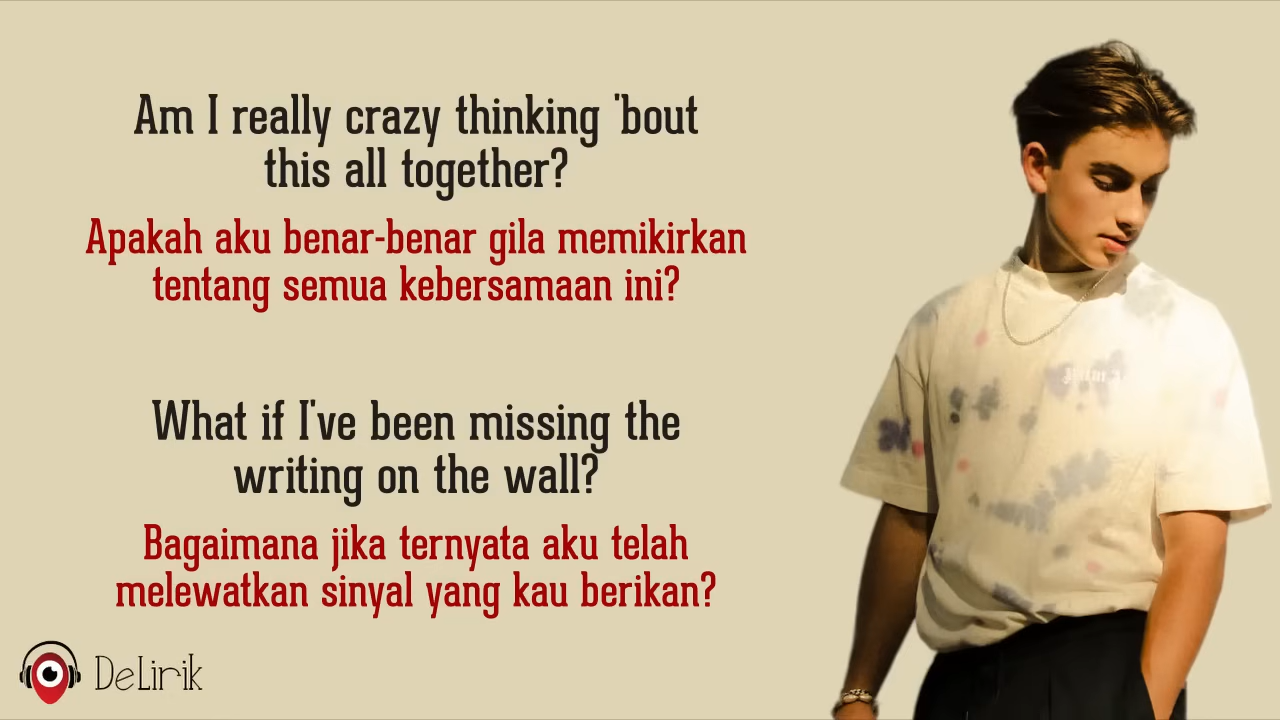 Am I really crazy thinking 'bout
this all together?
Apakah aku benar-benar gila memikirkan
tentang semua kebersamaan ini?
What if I've been missing the
writing on the wall?
Bagaimana jika ternyata aku telah
melewatkan sinyal yang kau berikan?
DeLirik